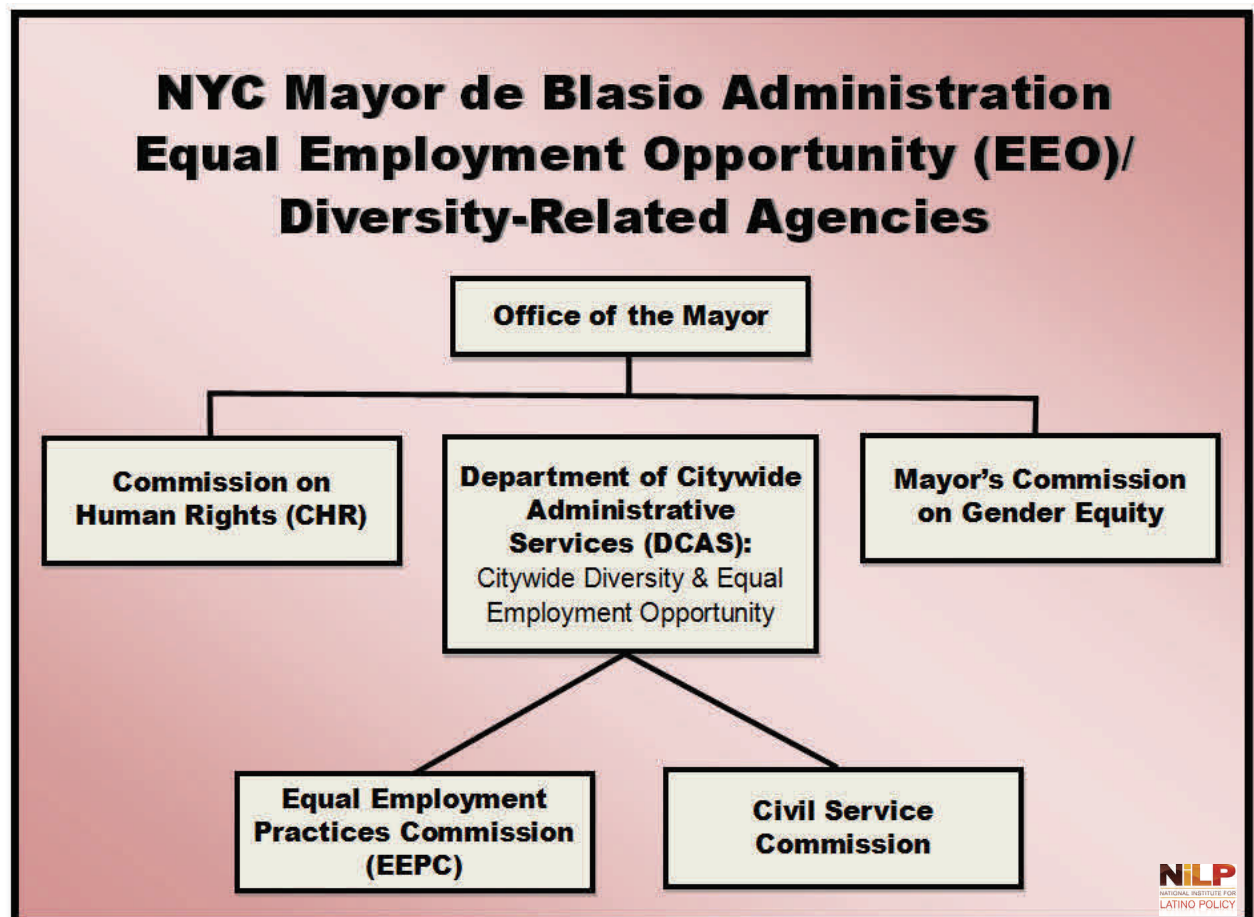 NYC Mayor de Blasio Administration
Equal Employment Opportunity (EEO)/
Diversity-Related Agencies
Office of the Mayor
Commission on
Human Rights (CHR)
Department of Citywide
Administrative
Services (DCAS):
Citywide Diversity & Equal
Employment Opportunity
Mayor's Commission
on Gender Equity
Equal Employment
Practices Commission
(EEPC)
Civil Service
Commission
NiLP
NATIONAL INSTITUTE FOR
LATINO POLICY